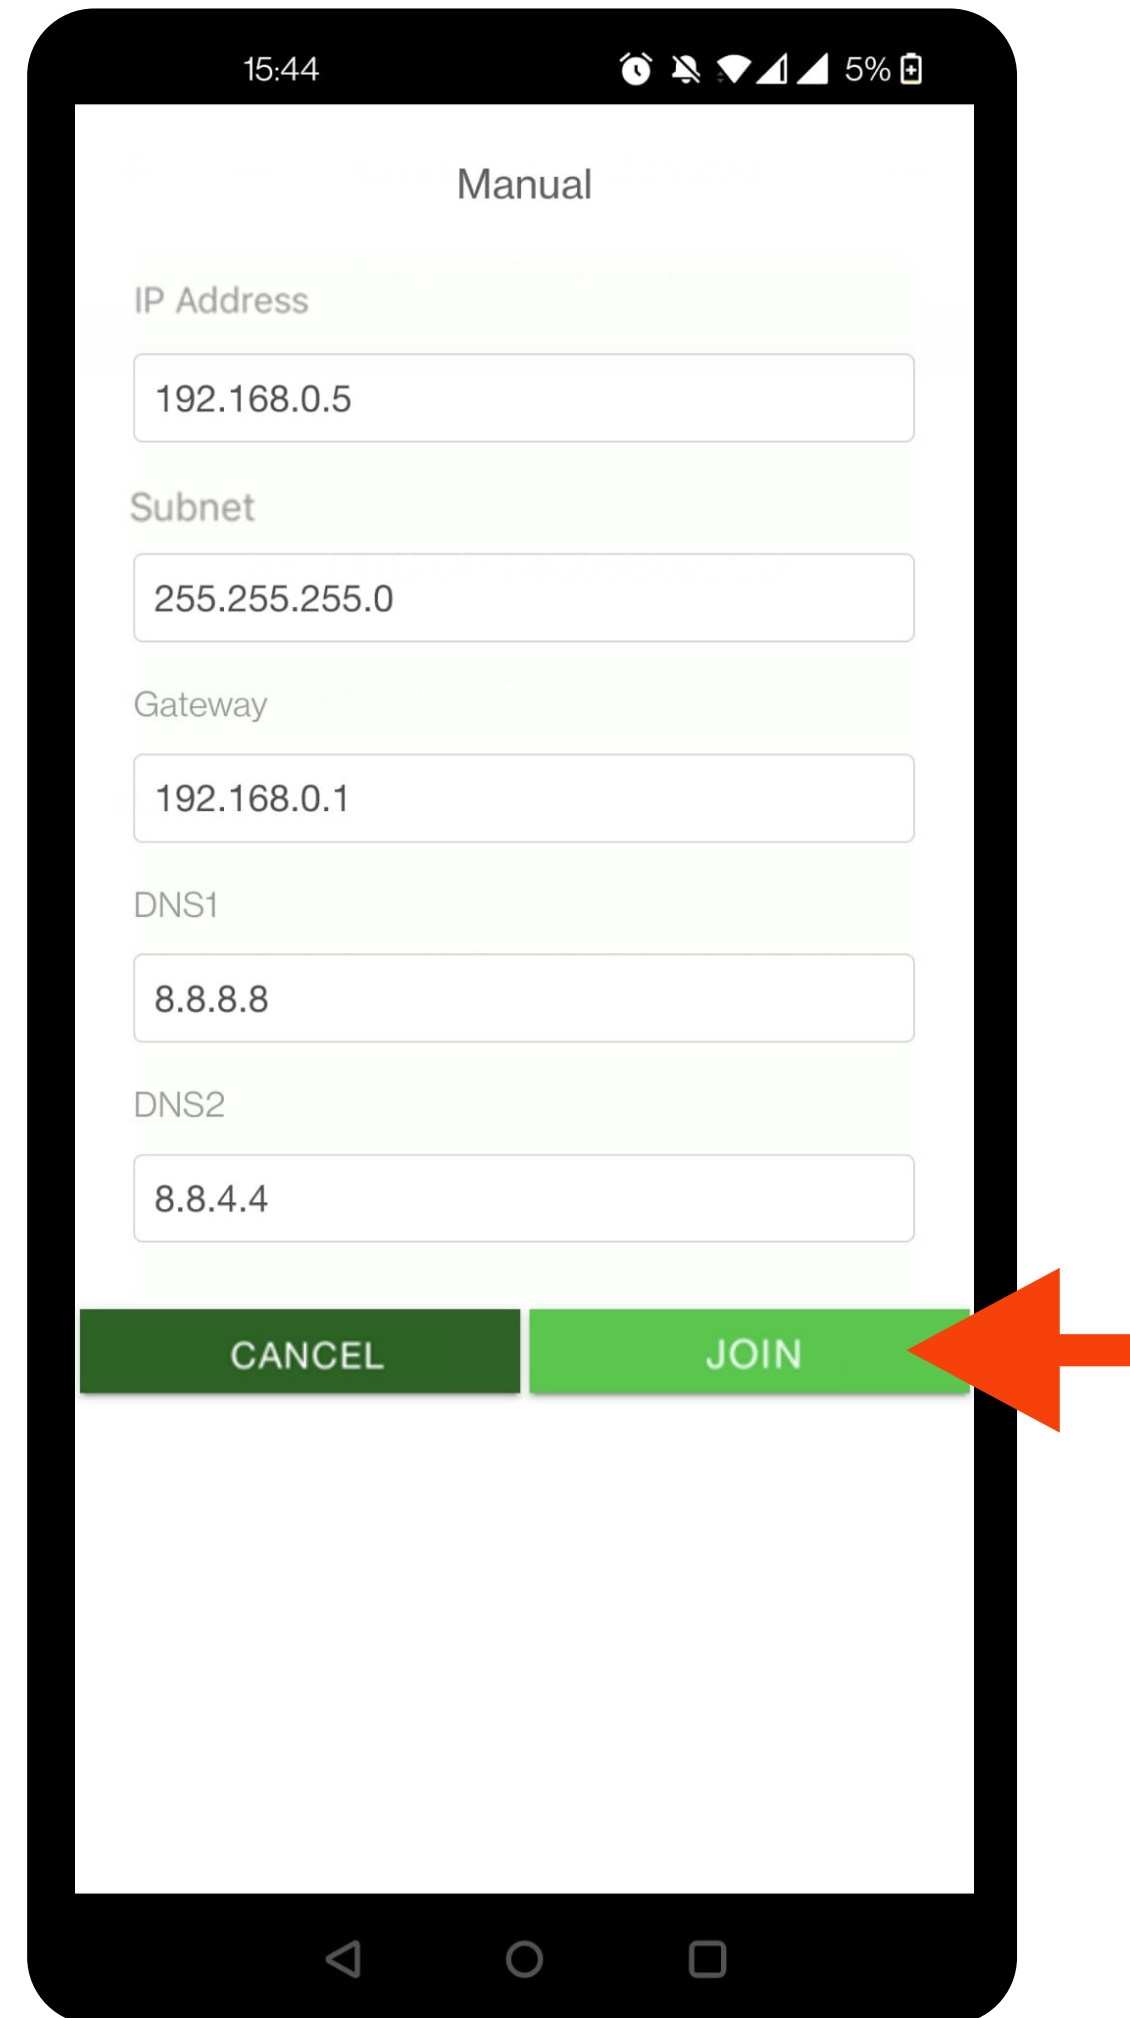 15:44 5%
Manual
IP Address
192.168.0.5
Subnet
255.255.255.0
Gateway
192.168.0.1
DNS1
8.8.8.8
DNS2
8.8.4.4
CANCEL JOIN